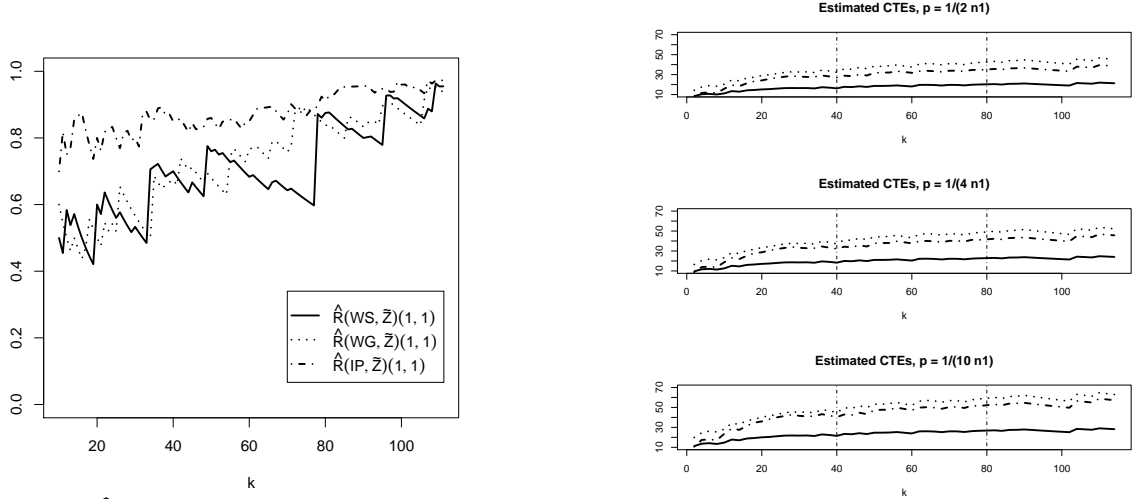 1.0
0.8
0.6
0.4
0.2
0.0
20 40 60 80 100
k
R̂(WS, Z̃)(1, 1)
R̂(WG, Z̃)(1, 1)
R̂(IP, Z̃)(1, 1)
Estimated CTEs, p = 1/(2 n1)
70
50
30
10
0 20 40 60 80 100
k
Estimated CTEs, p = 1/(4 n1)
70
50
30
10
0 20 40 60 80 100
k
Estimated CTEs, p = 1/(10 n1)
70
50
30
10
0 20 40 60 80 100
k